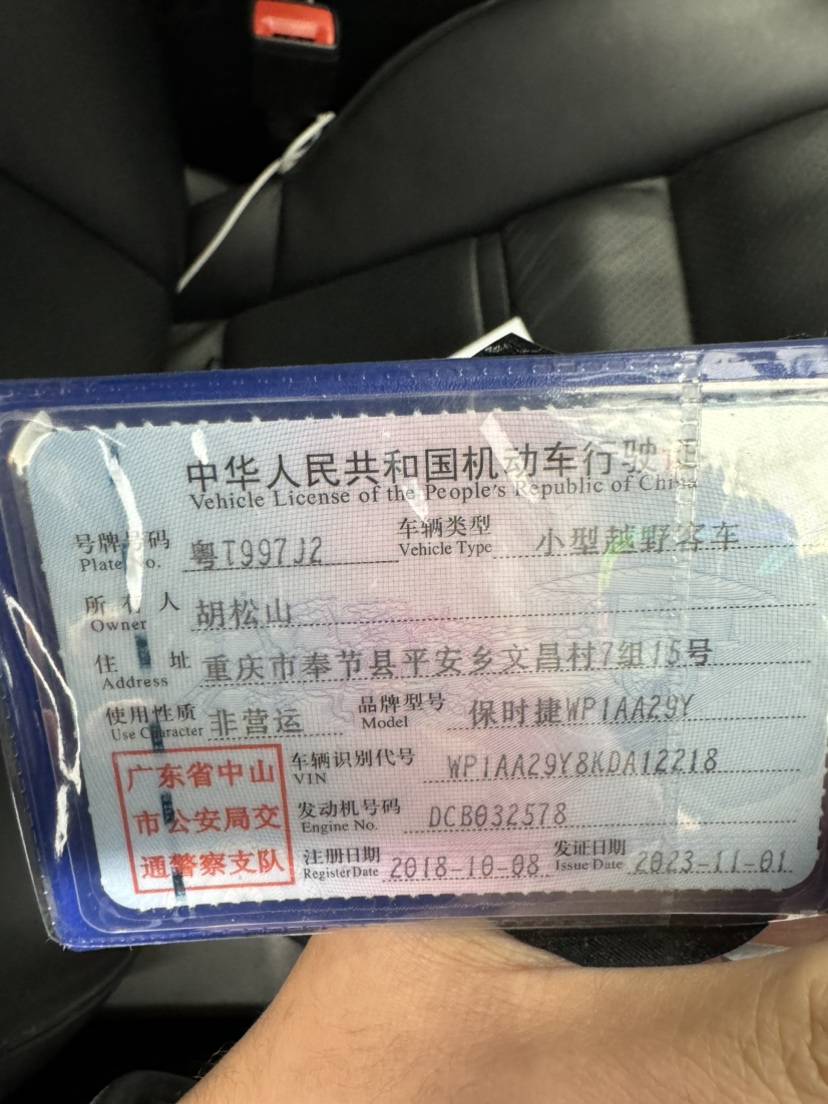 中华人民共和国机动车行驶证
Vehicle License of the People's Republic of China
号牌号码 粤T997J2 车辆类型 小型越野客车
Plate No. Vehicle Type
所有人 胡松山
Owner
住址 重庆市奉节县平安乡文昌村7组15号
Address
使用性质 非营运 品牌型号 保时捷WP1AA29Y
Use Character Model
广东省中山
市公安局交
通警察支队
车辆识别代号 WP1AA29Y8KDA12218
VIN
发动机号码 DCB032578
Engine No.
注册日期 2018-10-08 发证日期 2023-11-01
Register Date Issue Date